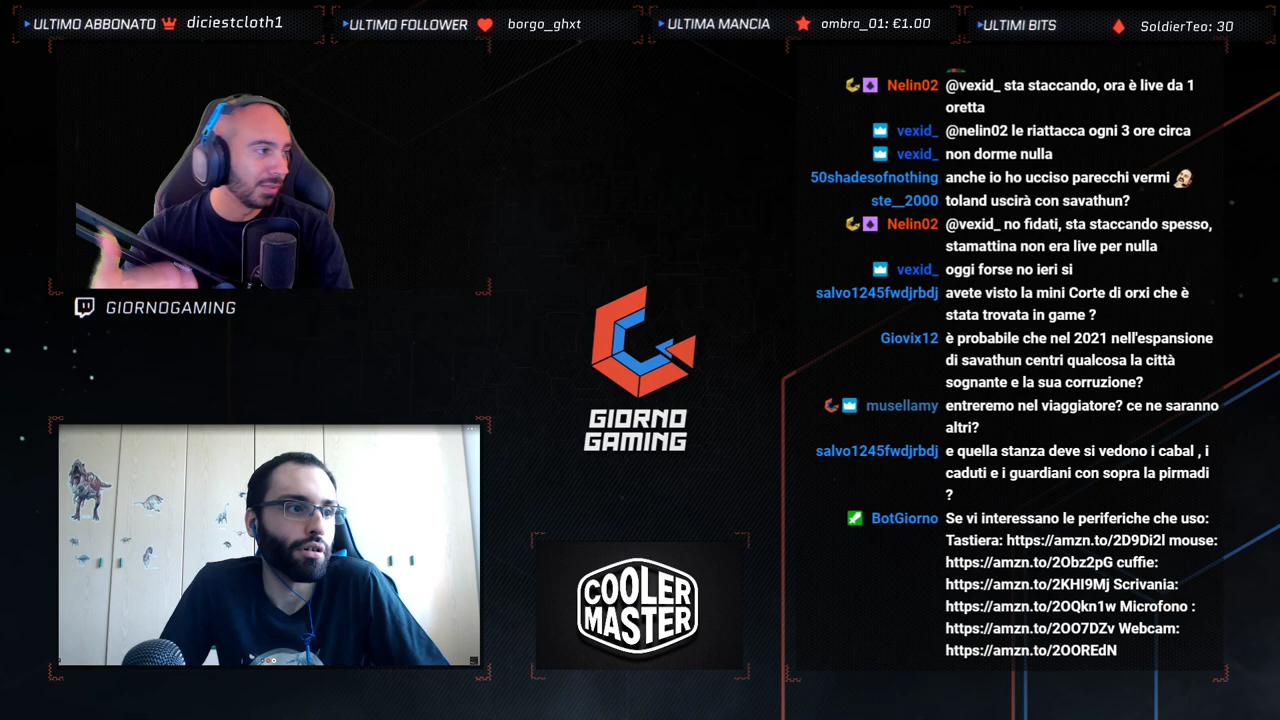 ULTIMO ABBONATO diciestcloth1
ULTIMO FOLLOWER borgo_ghxt
ULTIMA MANCIA ombra_01: €1.00
ULTIMI BITS SoldierTea: 30
GIORNOGAMING
GIORNO
GAMING
COOLER
MASTER
Nelin02 @vexid_ sta staccando, ora è live da 1
oretta
vexid_ @nelin02 le riattacca ogni 3 ore circa
vexid_ non dorme nulla
50shadesofnothing anche io ho ucciso parecchi vermi
ste__2000 toland uscirà con savathun?
Nelin02 @vexid_ no fidati, sta staccando spesso,
stamattina non era live per nulla
vexid_ oggi forse no ieri si
salvo1245fwdjrbdj avete visto la mini Corte di orxi che è
stata trovata in game ?
Giovix12 è probabile che nel 2021 nell'espansione
di savathun centri qualcosa la città
sognante e la sua corruzione?
musellamy entreremo nel viaggiatore? ce ne saranno
altri?
salvo1245fwdjrbdj e quella stanza deve si vedono i cabal , i
caduti e i guardiani con sopra la pirmadi
?
BotGiorno Se vi interessano le periferiche che uso:
Tastiera: https://amzn.to/2D9Di2l mouse:
https://amzn.to/2Obz2pG cuffie:
https://amzn.to/2KHI9Mj Scrivania:
https://amzn.to/2OQkn1w Microfono :
https://amzn.to/2OO7DZv Webcam:
https://amzn.to/2OOREdN